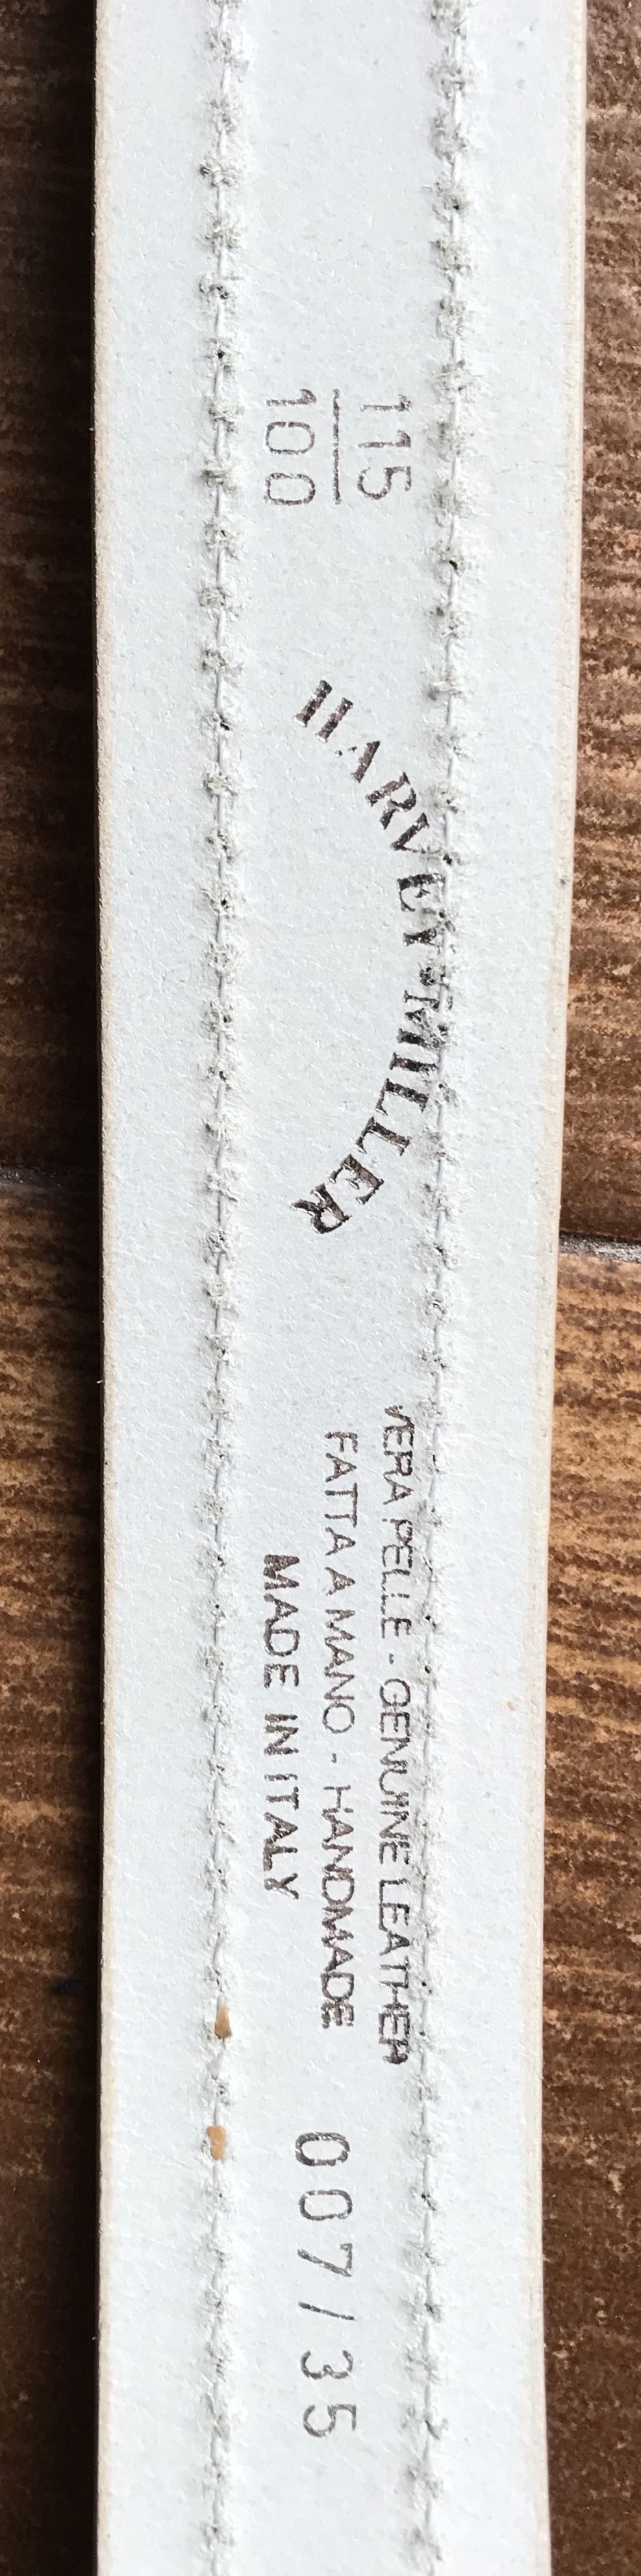 115
100
HARVEY·MILLER
VERA PELLE - GENUINE LEATHER
FATTA A MANO - HANDMADE
MADE IN ITALY
007/35